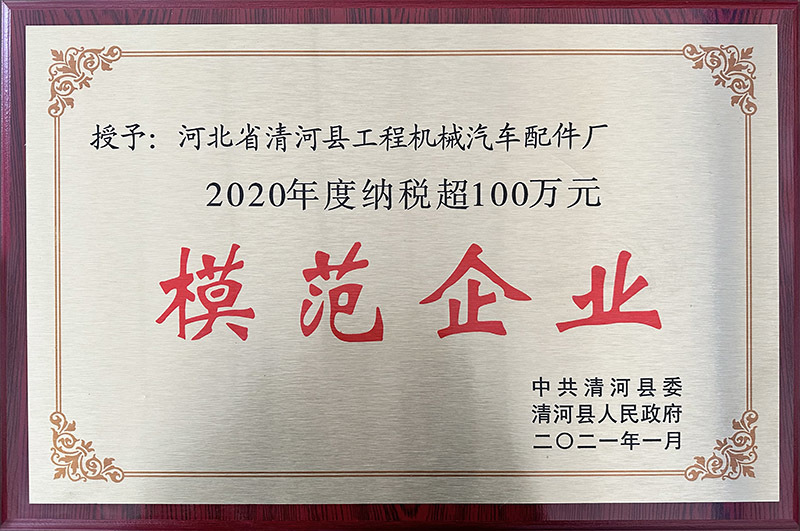 授予：河北省清河县工程机械汽车配件厂
2020年度纳税超100万元
模范企业
中共清河县委
清河县人民政府
二〇二一年一月